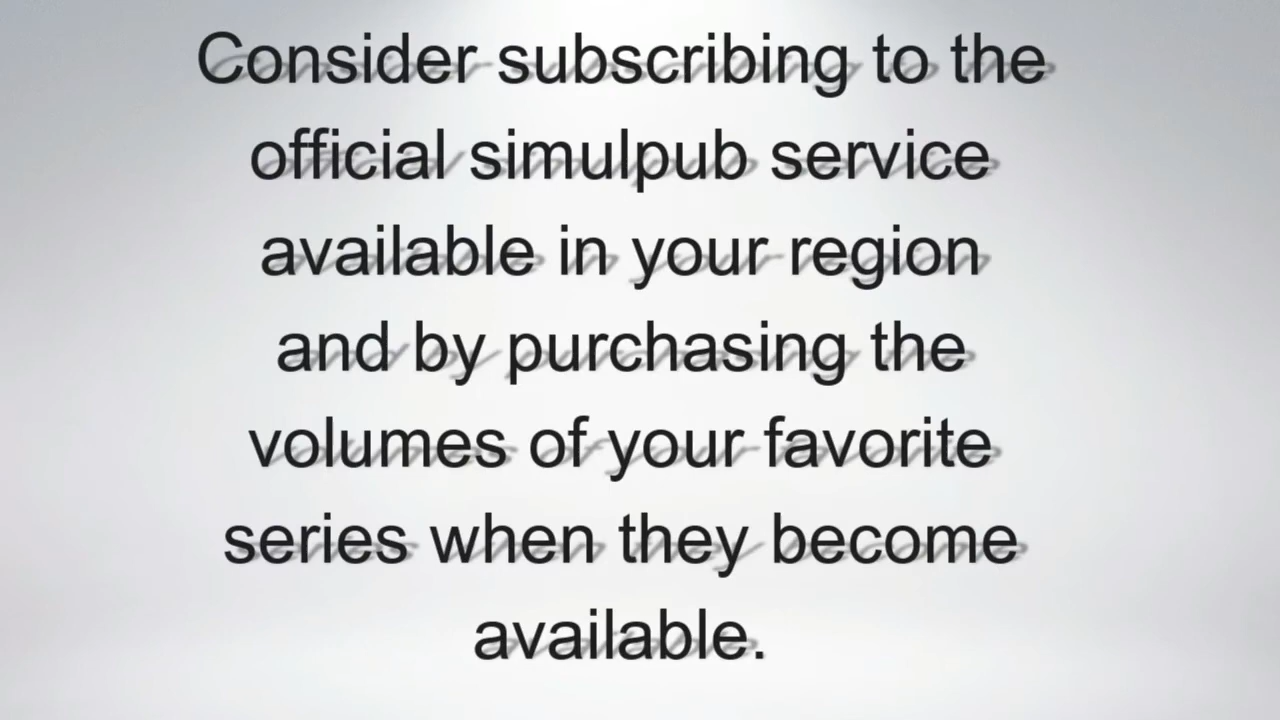 Consider subscribing to the
official simulpub service
available in your region
and by purchasing the
volumes of your favorite
series when they become
available.